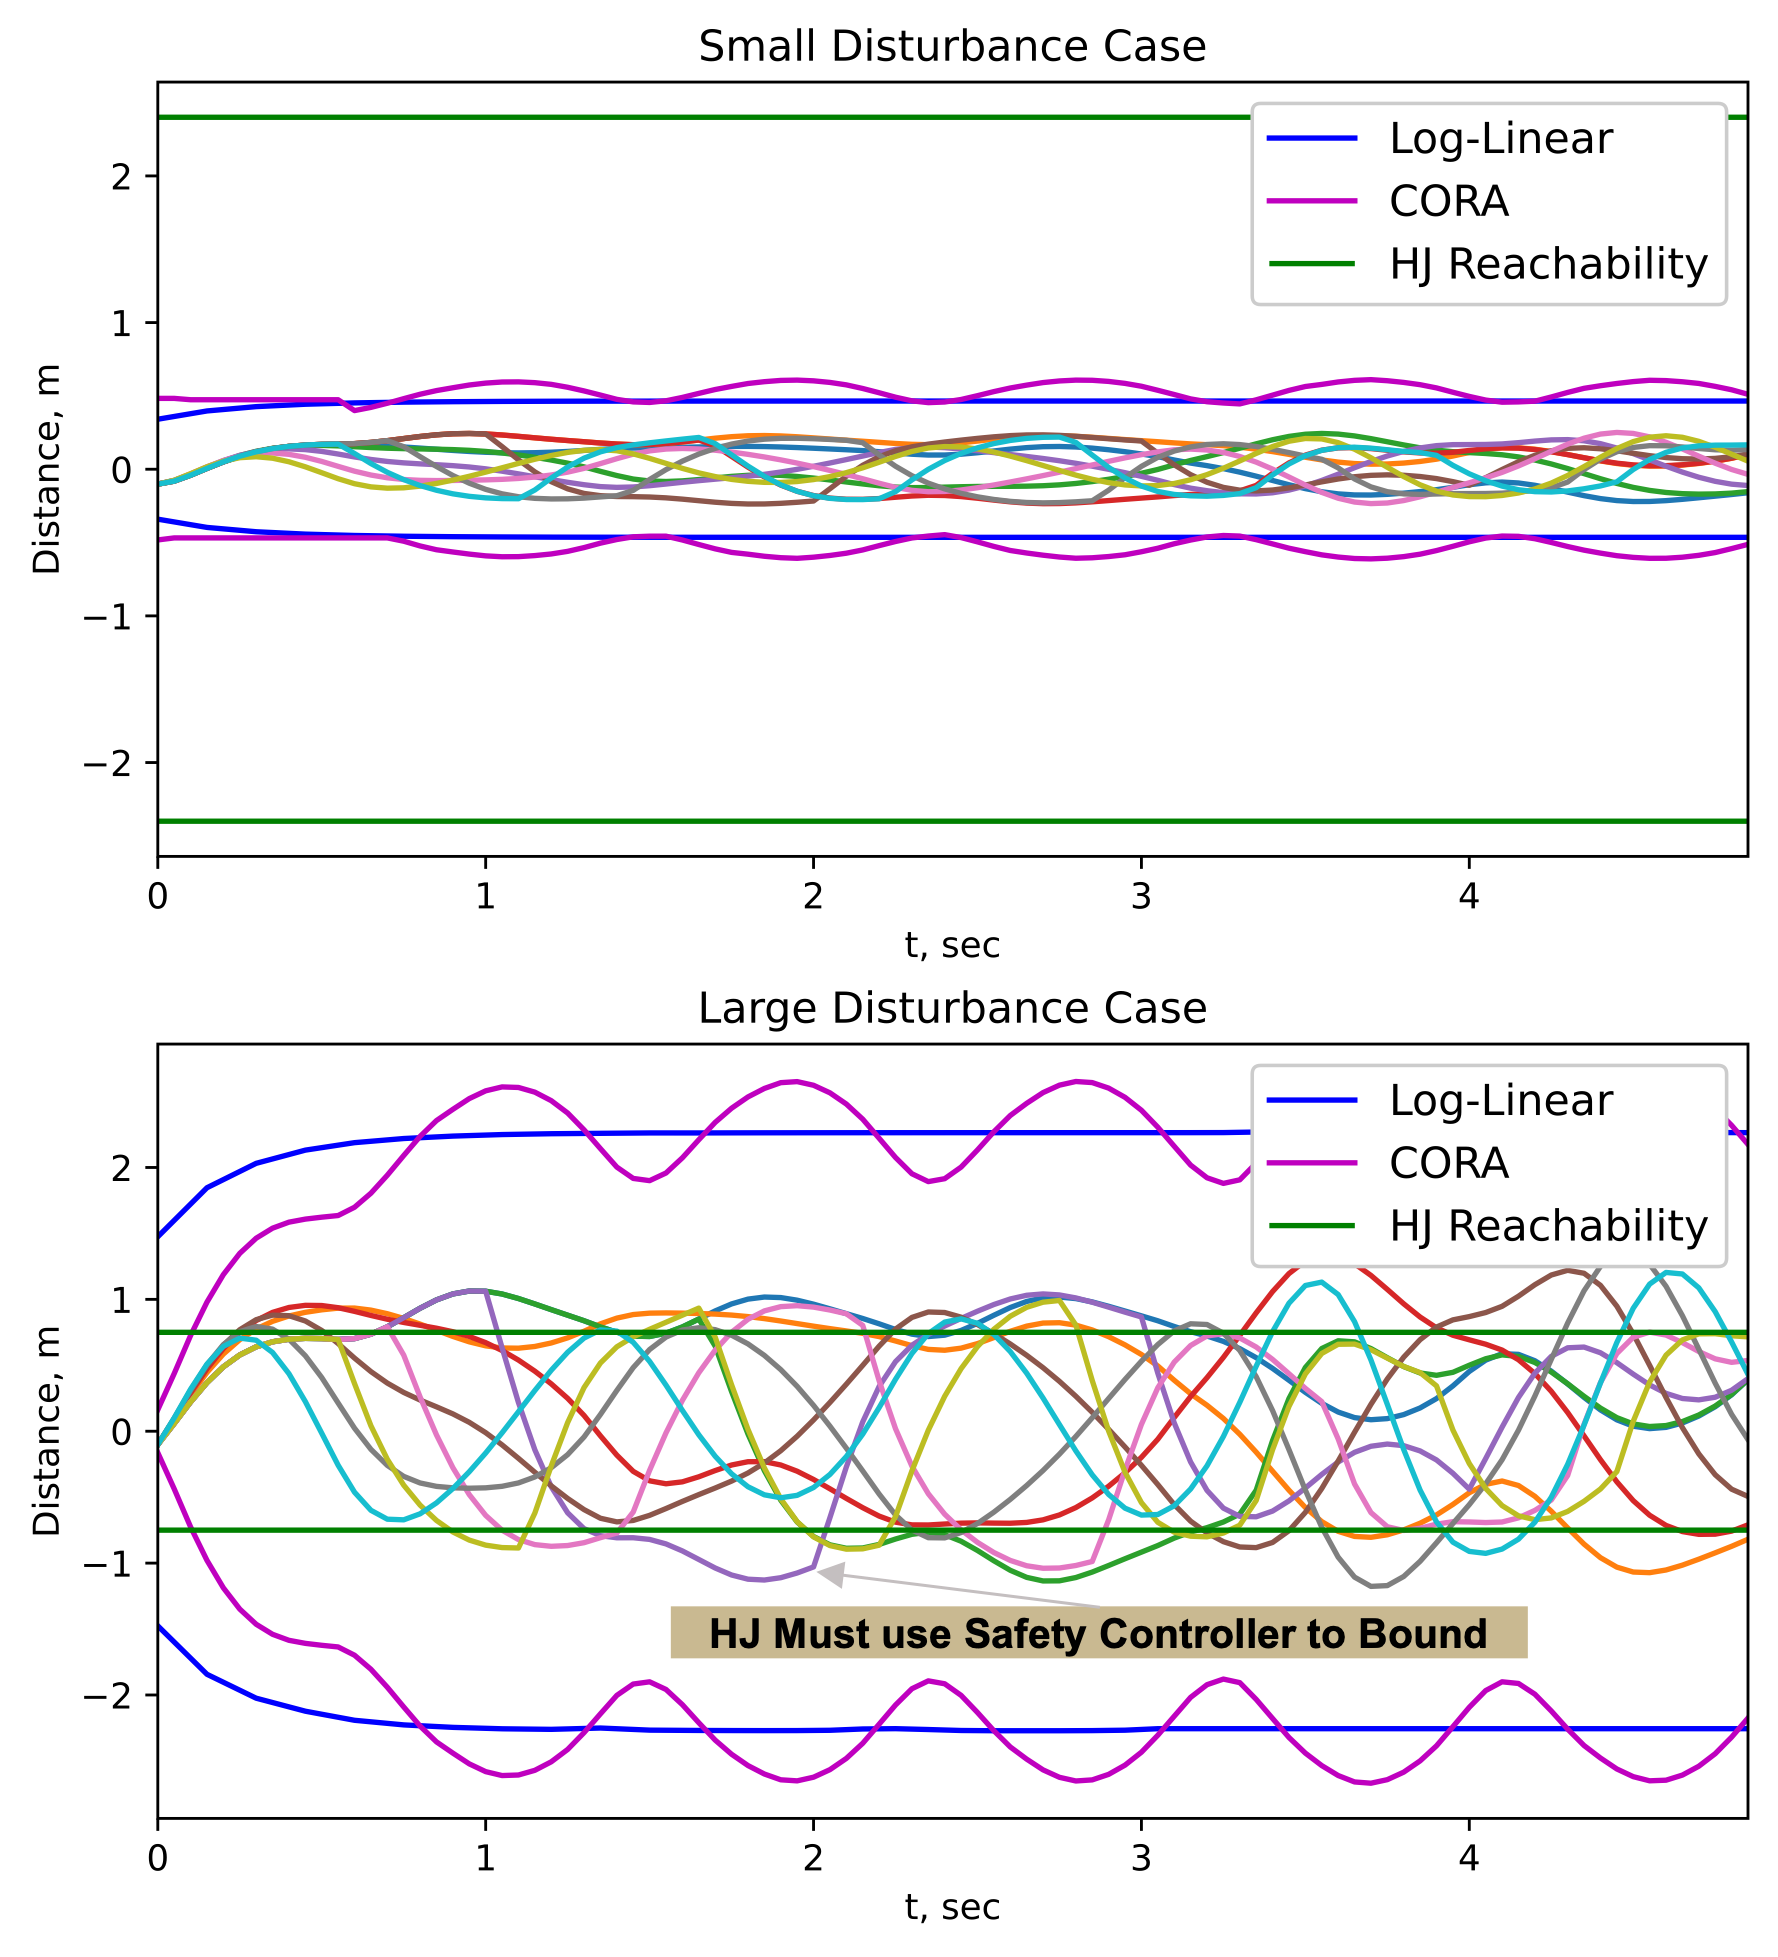 Small Disturbance Case
Log-Linear
CORA
HJ Reachability
Distance, m
2
1
0
−1
−2
0 1 2 3 4
t, sec
Large Disturbance Case
Log-Linear
CORA
HJ Reachability
Distance, m
2
1
0
−1
HJ Must use Safety Controller to Bound
−2
0 1 2 3 4
t, sec